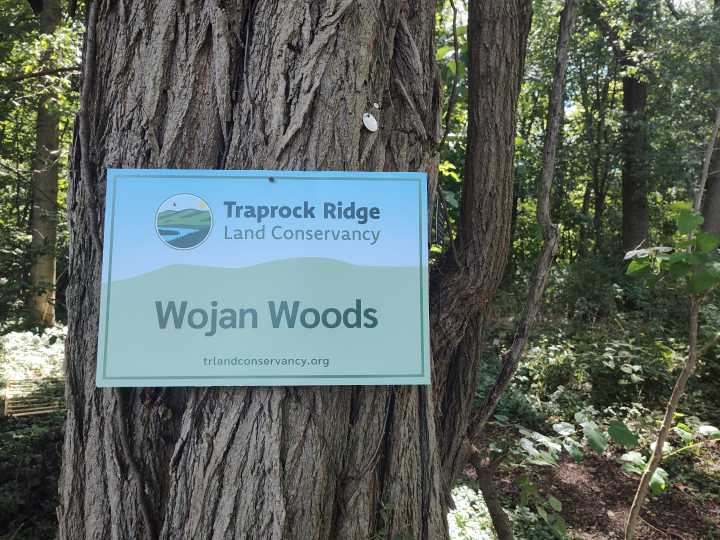 Traprock Ridge
Land Conservancy
Wojan Woods
trlandconservancy.org